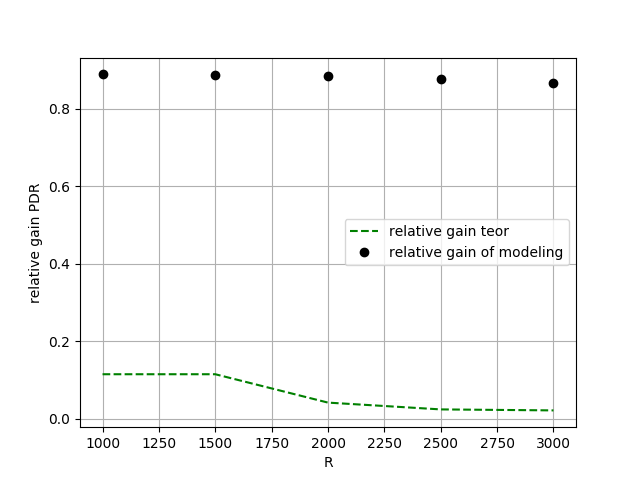 relative gain PDR
0.8
0.6
0.4
0.2
0.0
relative gain teor
relative gain of modeling
1000 1250 1500 1750 2000 2250 2500 2750 3000
R